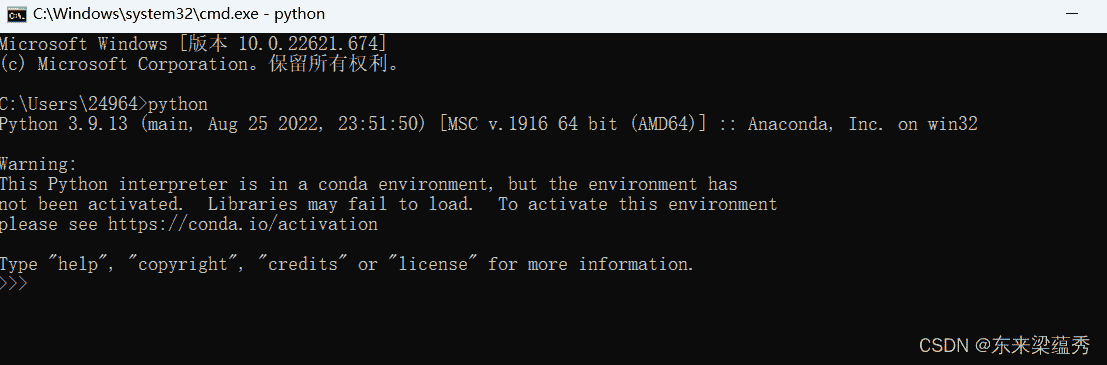 C:\Windows\system32\cmd.exe - python
Microsoft Windows [版本 10.0.22621.674]
(c) Microsoft Corporation。保留所有权利。
C:\Users\24964>python
Python 3.9.13 (main, Aug 25 2022, 23:51:50) [MSC v.1916 64 bit (AMD64)] :: Anaconda, Inc. on win32
Warning:
This Python interpreter is in a conda environment, but the environment has
not been activated.  Libraries may fail to load.  To activate this environment
please see https://conda.io/activation
Type "help", "copyright", "credits" or "license" for more information.
>>>
CSDN @东来梁蕴秀